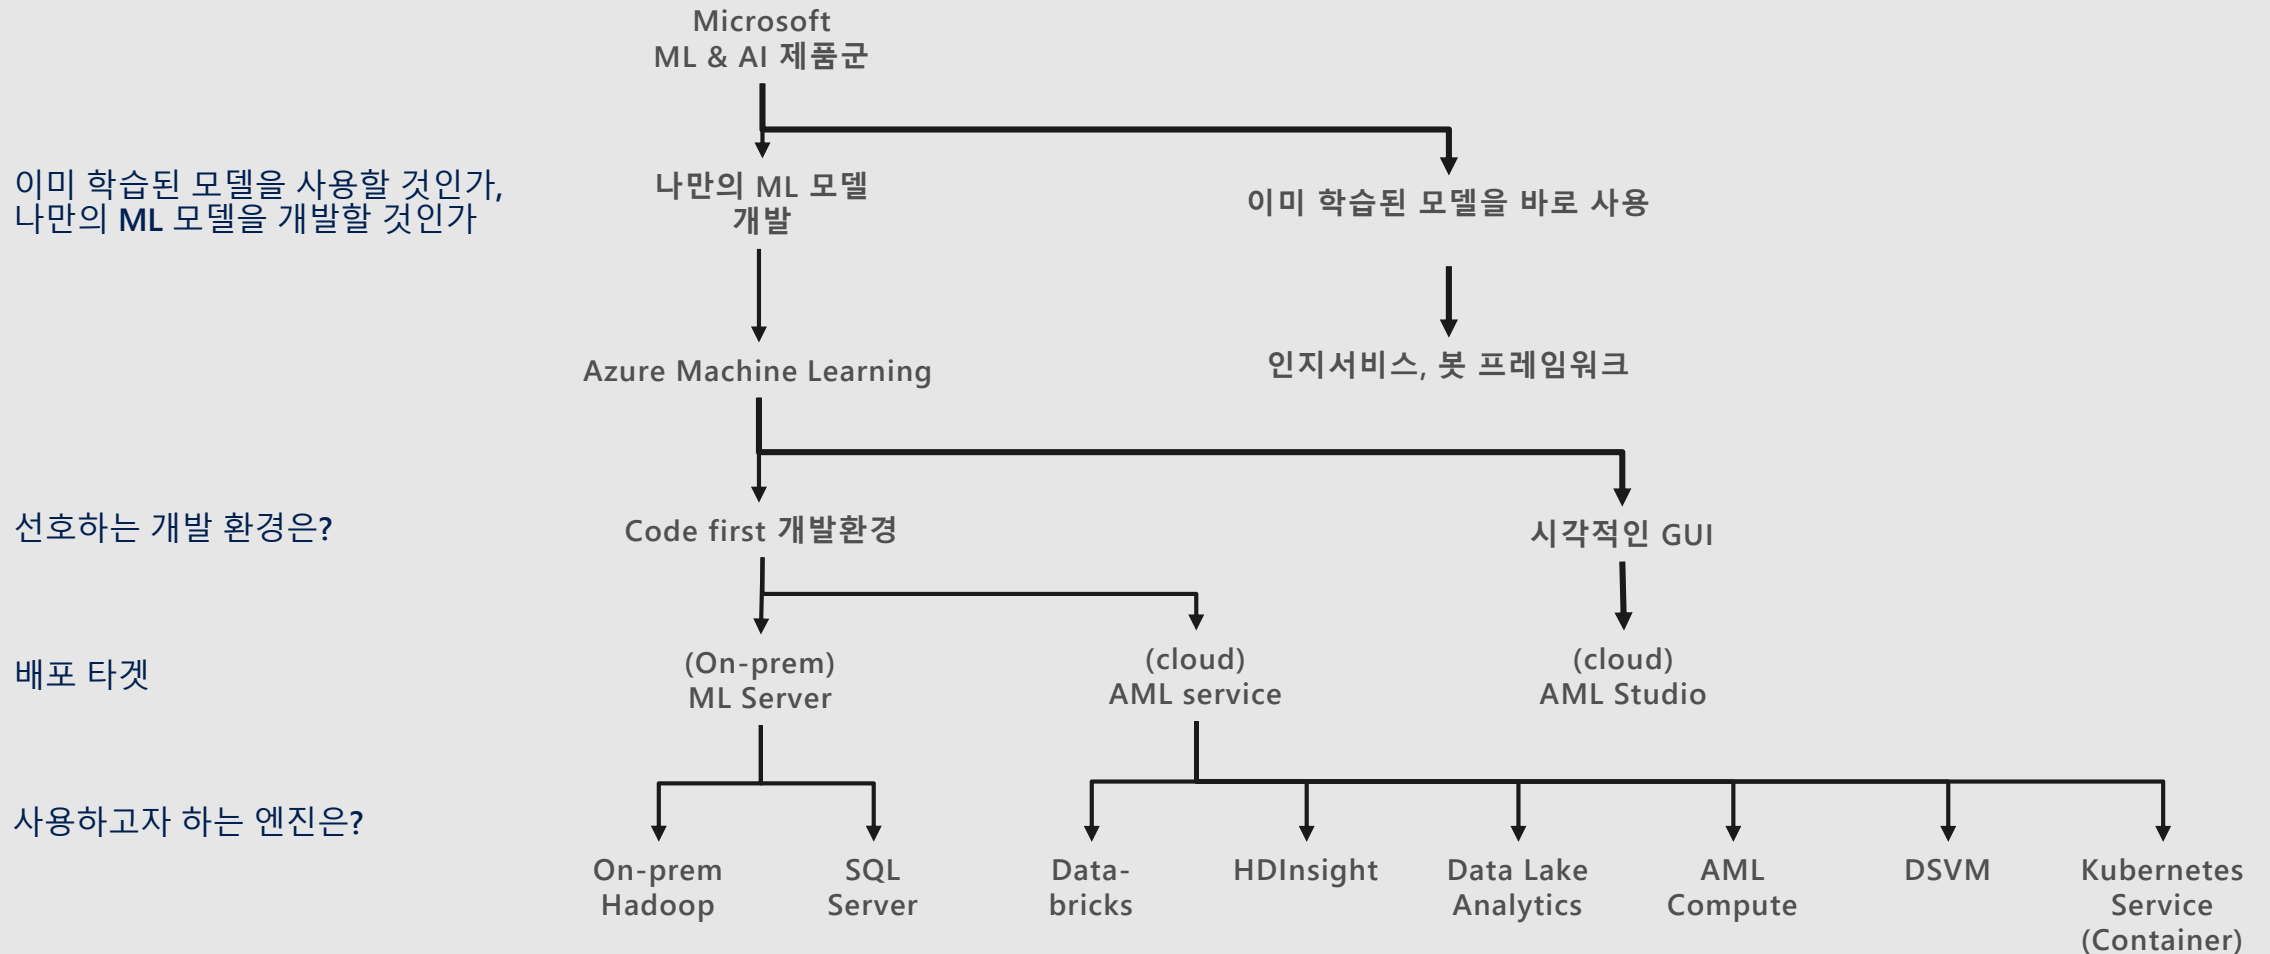 Microsoft
ML & AI 제품군
이미 학습된 모델을 사용할 것인가,
나만의 ML 모델을 개발할 것인가
나만의 ML 모델
개발
이미 학습된 모델을 바로 사용
Azure Machine Learning
인지서비스, 봇 프레임워크
선호하는 개발 환경은?
Code first 개발환경
시각적인 GUI
배포 타겟
(On-prem)
ML Server
(cloud)
AML service
(cloud)
AML Studio
사용하고자 하는 엔진은?
On-prem
Hadoop
SQL
Server
Data-
bricks
HDInsight
Data Lake
Analytics
AML
Compute
DSVM
Kubernetes
Service
(Container)